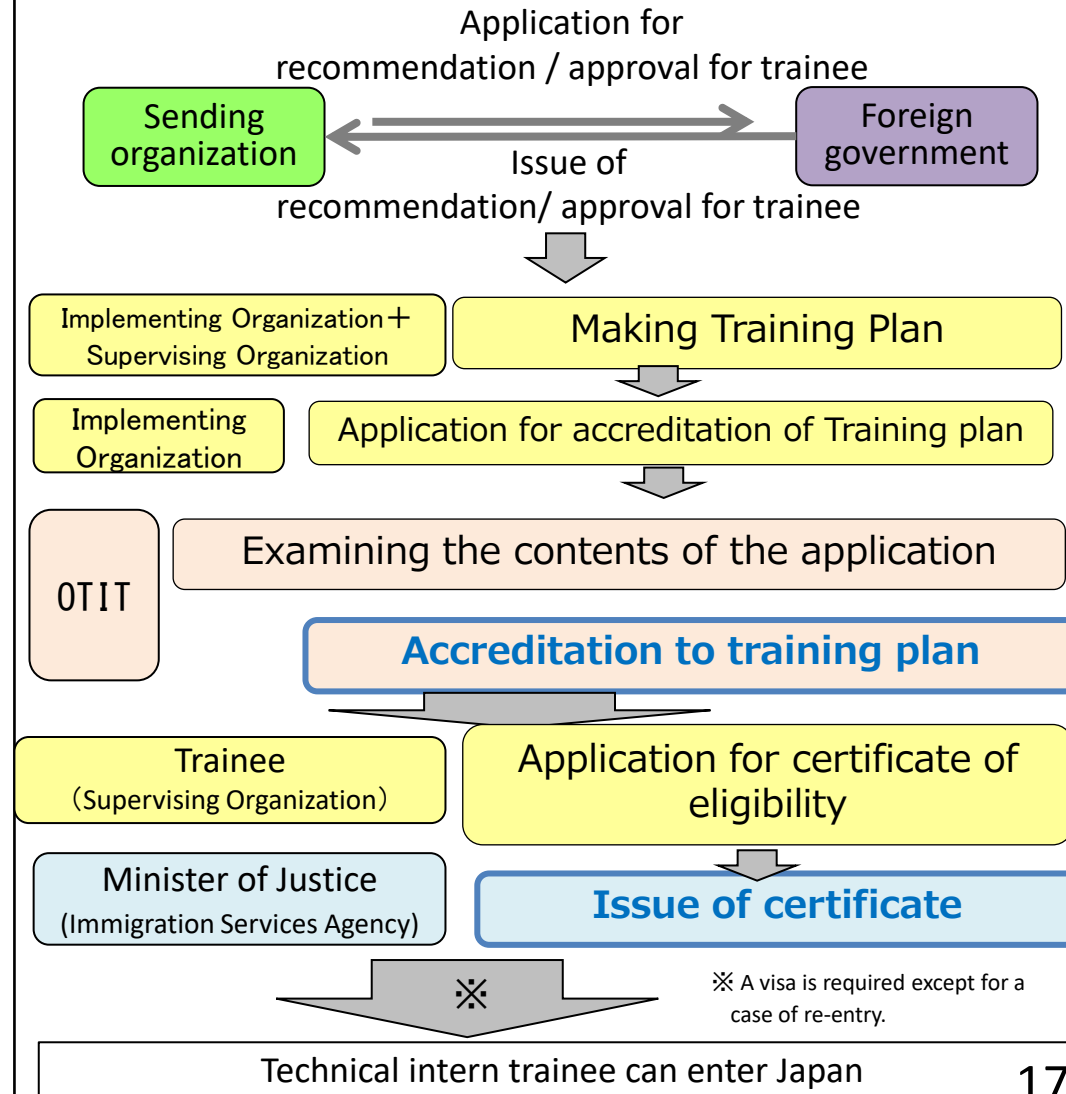 Application for
recommendation / approval for trainee
Sending
organization
Foreign
government
Issue of
recommendation/ approval for trainee
Implementing Organization＋
Supervising Organization
Making Training Plan
Implementing
Organization
Application for accreditation of Training plan
OTIT
Examining the contents of the application
Accreditation to training plan
Trainee
（Supervising Organization）
Application for certificate of
eligibility
Minister of Justice
(Immigration Services Agency)
Issue of certificate
※
※ A visa is required except for a
case of re-entry.
Technical intern trainee can enter Japan
17